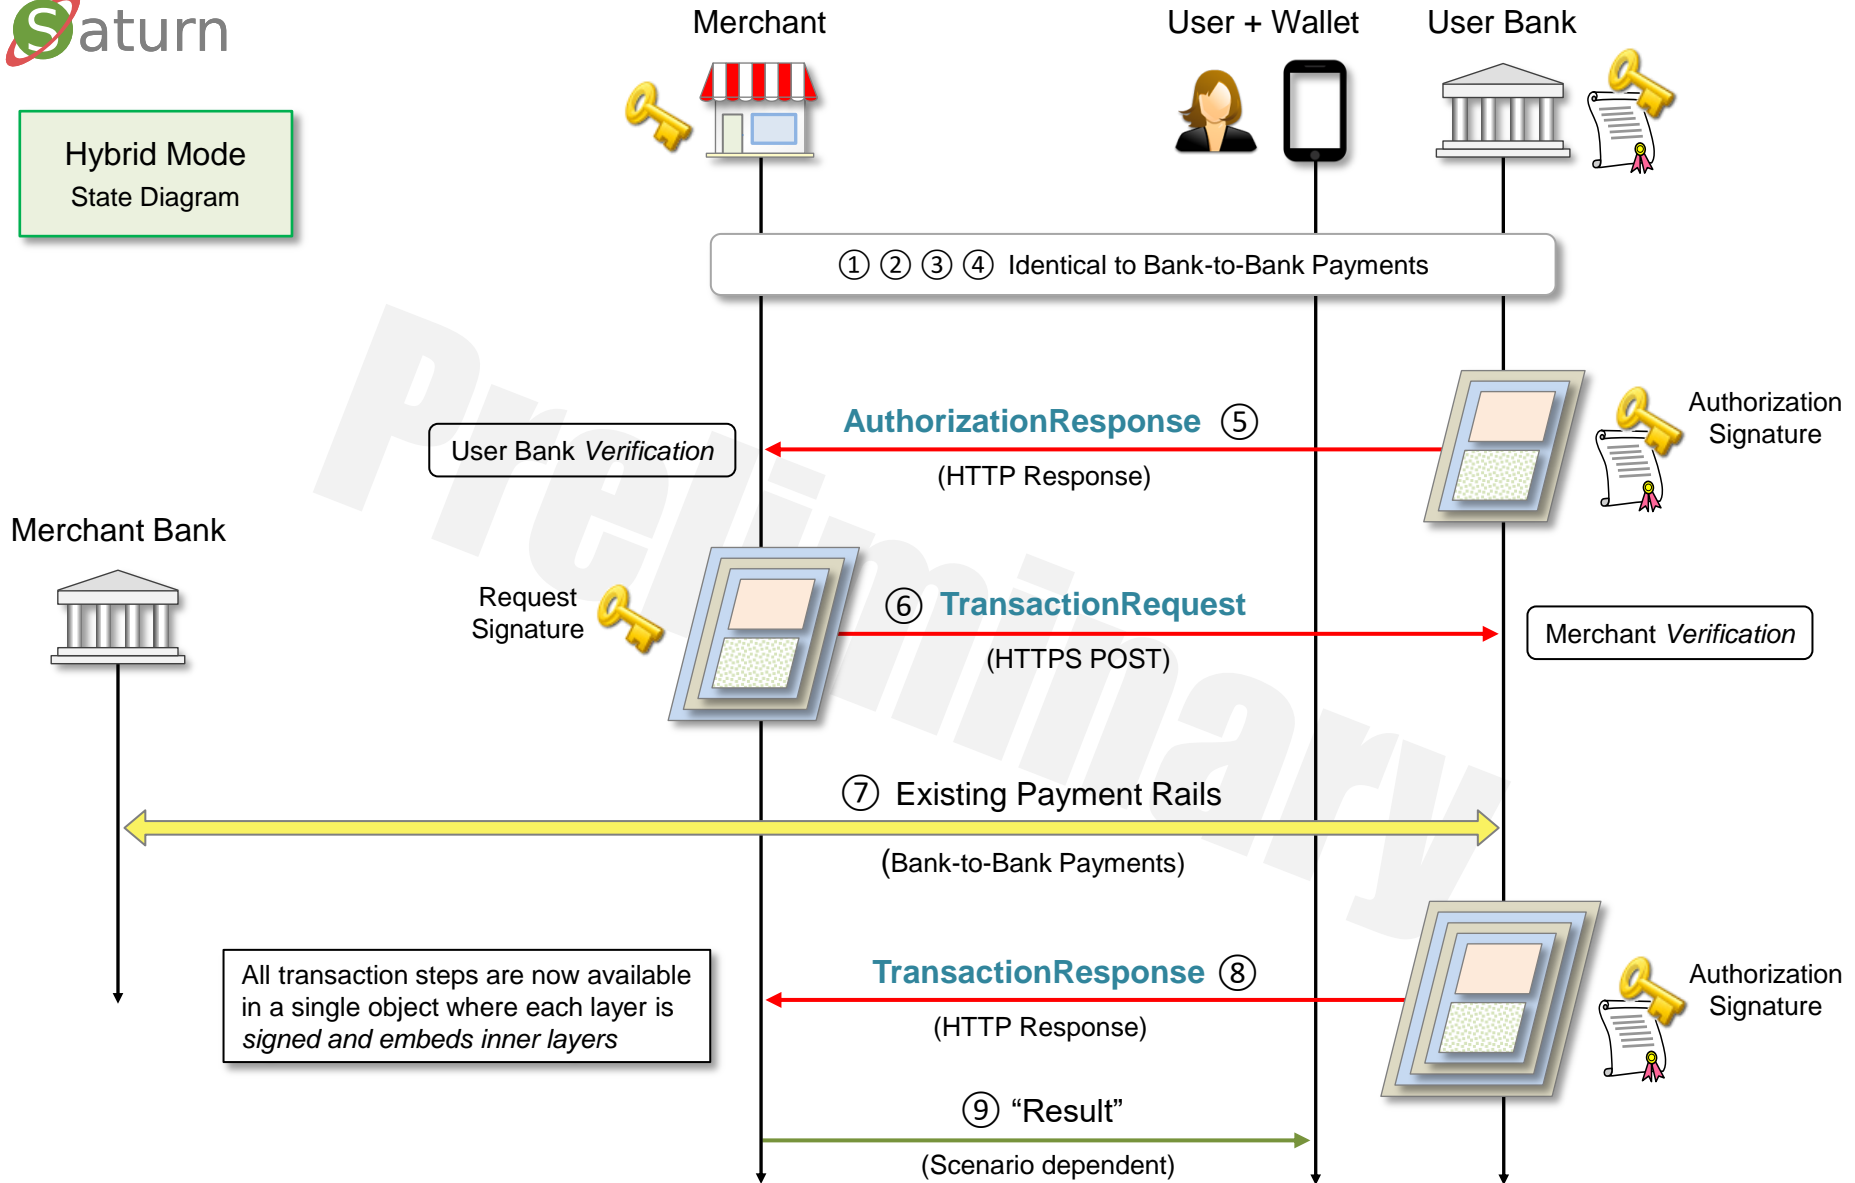 Saturn
Merchant
User + Wallet
User Bank
Hybrid Mode
State Diagram
① ② ③ ④ Identical to Bank-to-Bank Payments
AuthorizationResponse ⑤
(HTTP Response)
User Bank Verification
Authorization
Signature
Merchant Bank
Request
Signature
⑥ TransactionRequest
(HTTPS POST)
Merchant Verification
⑦ Existing Payment Rails
(Bank-to-Bank Payments)
All transaction steps are now available
in a single object where each layer is
signed and embeds inner layers
TransactionResponse ⑧
(HTTP Response)
Authorization
Signature
⑨ “Result”
(Scenario dependent)
Preliminary